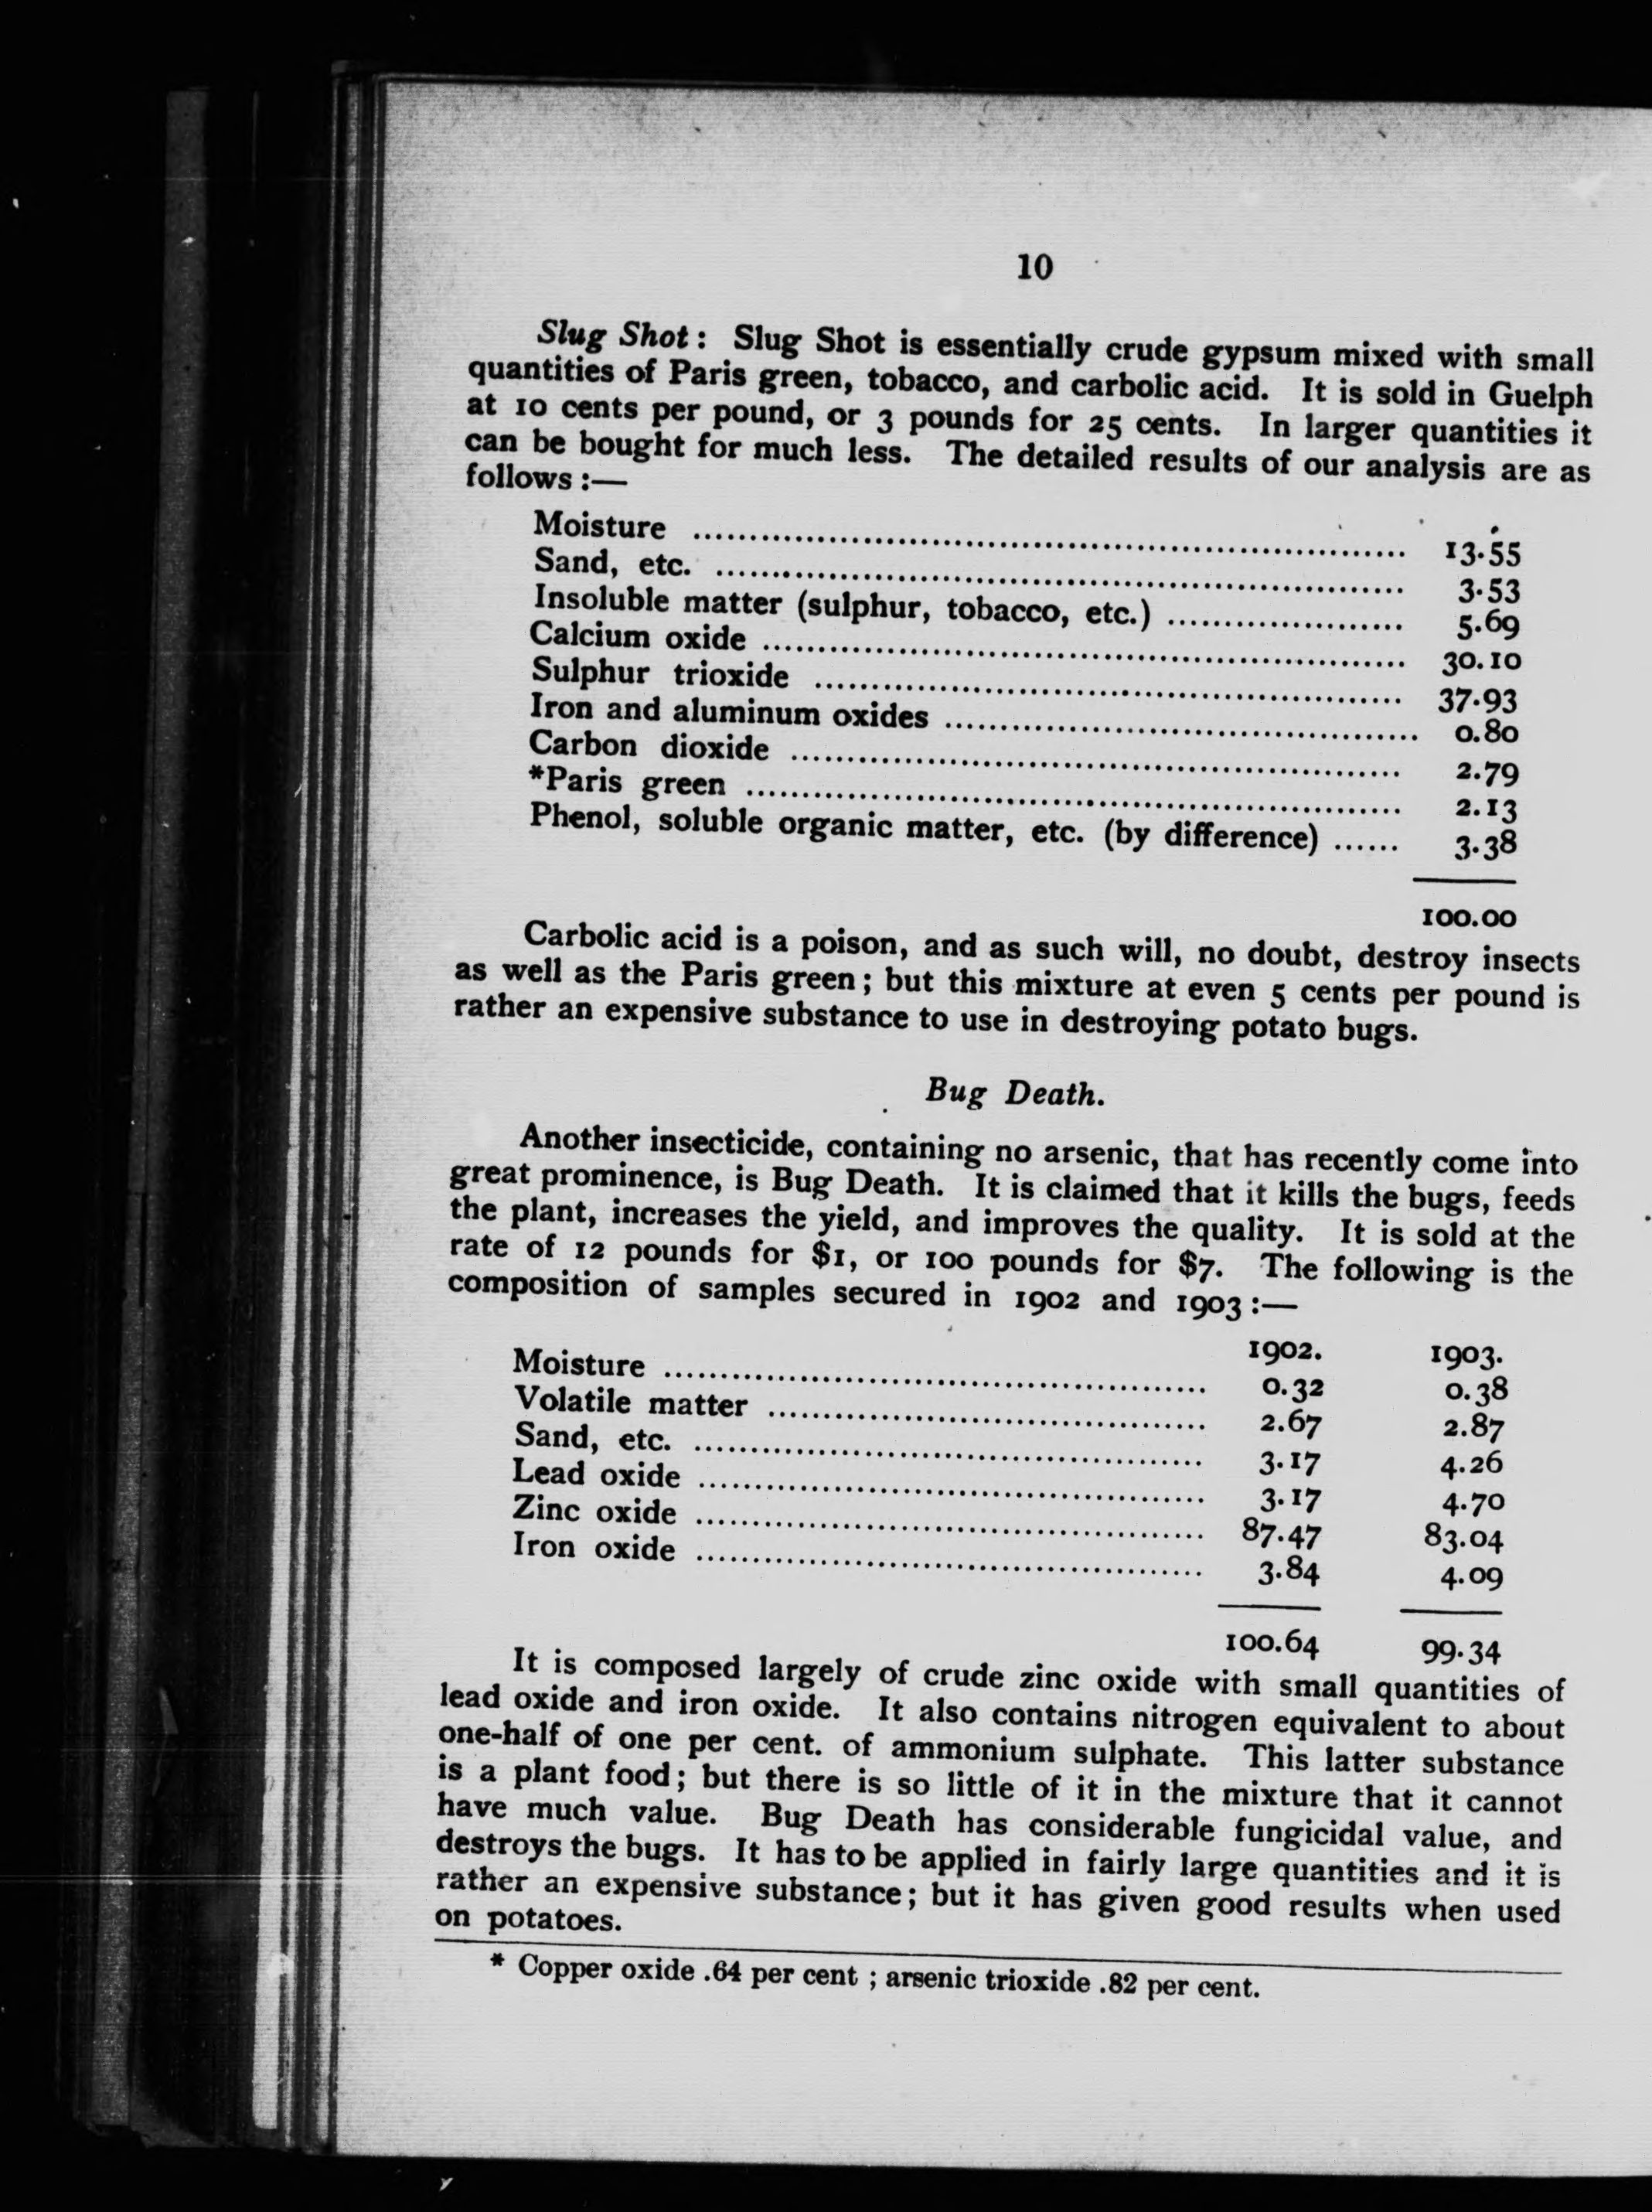 10
Slug Shot: Slug Shot is essentially crude gypsum mixed with small
quantities of Paris green, tobacco, and carbolic acid. It is sold in Guelph
at 10 cents per pound, or 3 pounds for 25 cents. In larger quantities it
can be bought for much less. The detailed results of our analysis are as
follows:—
Moisture ........................................ 13.55
Sand, etc. ........................................ 3.53
Insoluble matter (sulphur, tobacco, etc.) ..................... 5.69
Calcium oxide ........................................ 30.10
Sulphur trioxide ........................................ 37.93
Iron and aluminum oxides ........................................ 0.80
Carbon dioxide ........................................ 2.79
*Paris green ........................................ 2.13
Phenol, soluble organic matter, etc. (by difference) ...... 3.38
100.00
Carbolic acid is a poison, and as such will, no doubt, destroy insects
as well as the Paris green; but this mixture at even 5 cents per pound is
rather an expensive substance to use in destroying potato bugs.
Bug Death.
Another insecticide, containing no arsenic, that has recently come into
great prominence, is Bug Death. It is claimed that it kills the bugs, feeds
the plant, increases the yield, and improves the quality. It is sold at the
rate of 12 pounds for $1, or 100 pounds for $7. The following is the
composition of samples secured in 1902 and 1903:—
1902. 1903.
Moisture ........................................ 0.32 0.38
Volatile matter ........................................ 2.67 2.87
Sand, etc. ........................................ 3.17 4.26
Lead oxide ........................................ 3.17 4.70
Zinc oxide ........................................ 87.47 83.04
Iron oxide ........................................ 3.84 4.09
100.64 99.34
It is composed largely of crude zinc oxide with small quantities of
lead oxide and iron oxide. It also contains nitrogen equivalent to about
one-half of one per cent. of ammonium sulphate. This latter substance
is a plant food; but there is so little of it in the mixture that it cannot
have much value. Bug Death has considerable fungicidal value, and
destroys the bugs. It has to be applied in fairly large quantities and it is
rather an expensive substance; but it has given good results when used
on potatoes.
* Copper oxide .64 per cent ; arsenic trioxide .82 per cent.